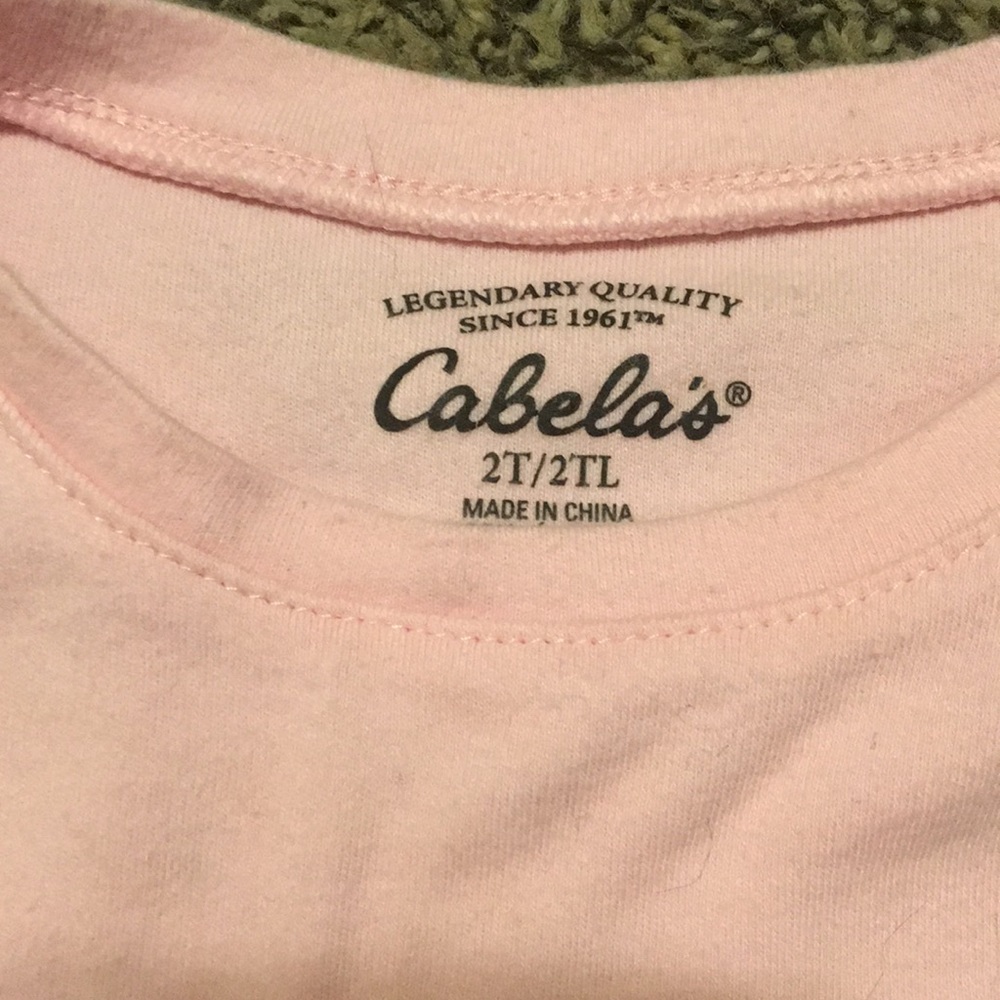 LEGENDARY QUALITY
SINCE 1961™
Cabela's®
2T/2TL
MADE IN CHINA